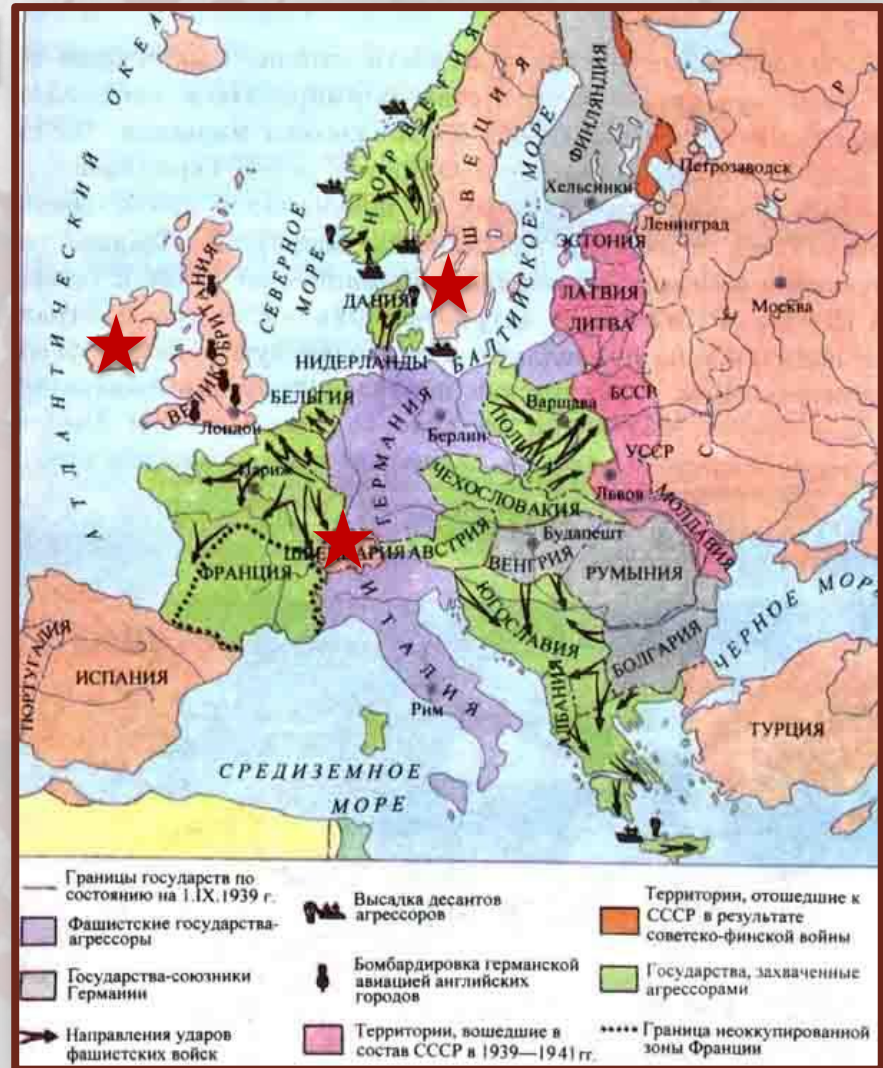 АТЛАНТИЧЕСКИЙ ОКЕА
СЕВЕРНОЕ
МОРЕ
НОРВЕГИЯ
ШВЕЦИЯ
ФИНЛЯНДИЯ
Хельсинки
Петрозаводск
Ленинград
БАЛТИЙСКОЕ МОРЕ
ЭСТОНИЯ
ЛАТВИЯ
ЛИТВА
Москва
Р
С
С
С
ДАНИЯ
ВЕЛИКОБРИТАНИЯ
Лондон
НИДЕРЛАНДЫ
БЕЛЬГИЯ
ГЕРМАНИЯ
Берлин
Варшава
ПОЛЬША
БССР
УССР
Львов
МОЛДАВИЯ
Париж
ФРАНЦИЯ
ЧЕХОСЛОВАКИЯ
АВСТРИЯ
Будапешт
ВЕНГРИЯ
РУМЫНИЯ
ЮГОСЛАВИЯ
БОЛГАРИЯ
ЧЕРНОЕ МОР
ИТАЛИЯ
Рим
АЛБАНИЯ
ПОРТУГАЛИЯ
ИСПАНИЯ
ТУРЦИЯ
СРЕДИЗЕМНОЕ
МОРЕ
Границы государств по
состоянию на 1.IX.1939 г.
Фашистские государства-
агрессоры
Государства-союзники
Германии
Направления ударов
фашистских войск
Высадка десантов
агрессоров
Бомбардировка германской
авиацией английских
городов
Территории, вошедшие в
состав СССР в 1939—1941 гг.
Территории, отошедшие к
СССР в результате
советско-финской войны
Государства, захваченные
агрессорами
Граница неоккупированной
зоны Франции